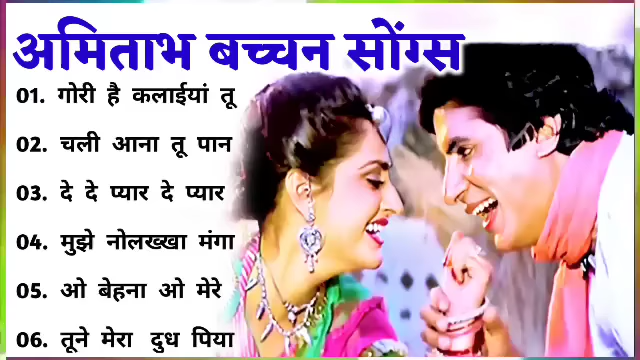 अमिताभ बच्चन सोंग्स
01. गोरी है कलाईयां तू
02. चली आना तू पान
03. दे दे प्यार दे प्यार
04. मुझे नोलख्खा मंगा
05. ओ बेहना ओ मेरे
06. तूने मेरा दुध पिया